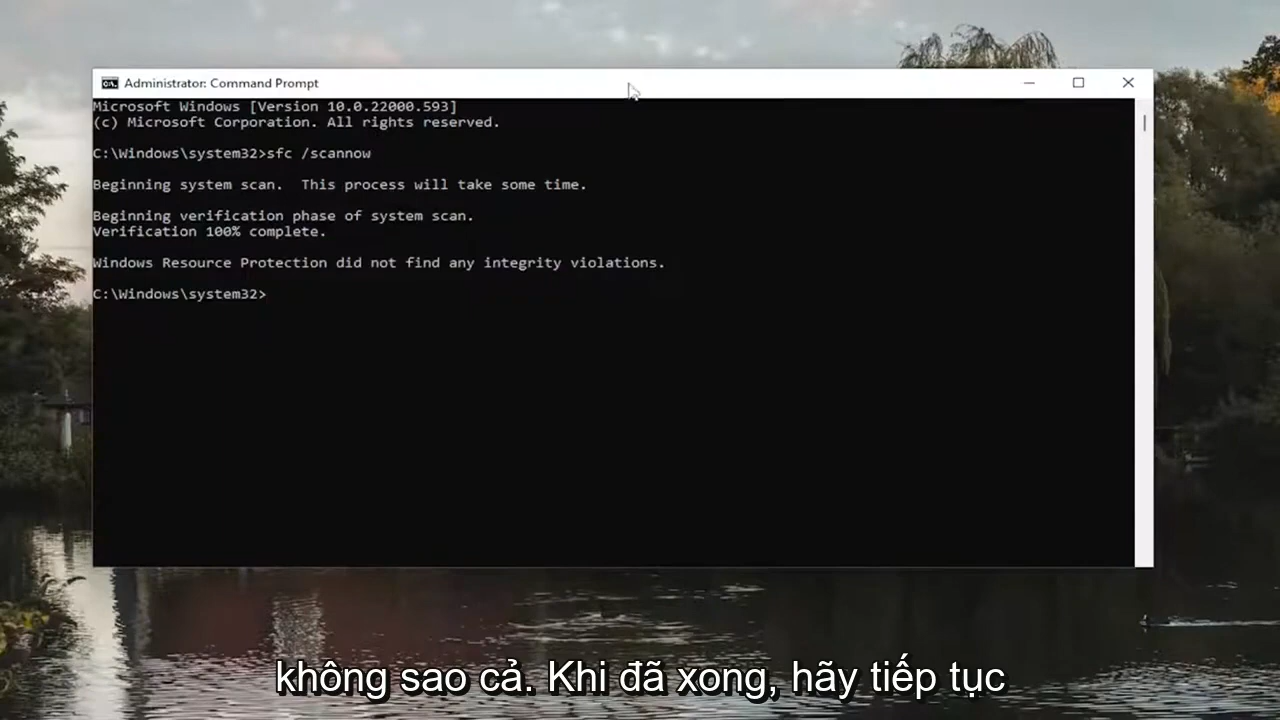 Administrator: Command Prompt
Microsoft Windows [Version 10.0.22000.593]
(c) Microsoft Corporation. All rights reserved.
C:\Windows\system32>sfc /scannow
Beginning system scan.  This process will take some time.
Beginning verification phase of system scan.
Verification 100% complete.
Windows Resource Protection did not find any integrity violations.
C:\Windows\system32>
không sao cả. Khi đã xong, hãy tiếp tục